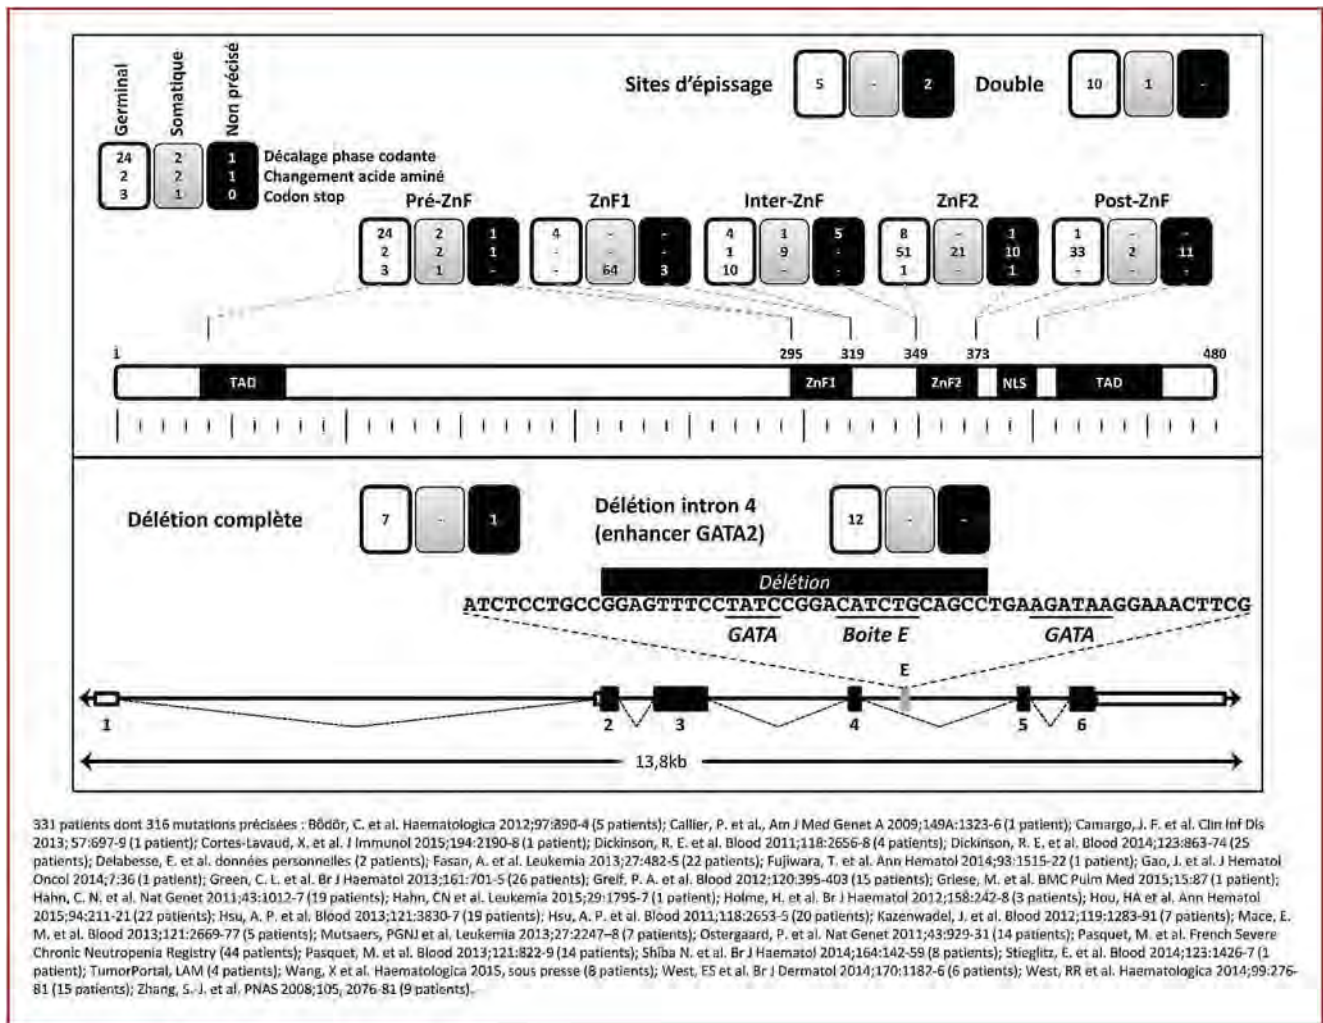 Germinal
Somatique
Non précisé
Sites d'épissage 5 - 2 Double 10 1 -
24 2 1 Décalage phase codante
2 2 1 Changement acide aminé
3 1 0 Codon stop
Pré-ZnF ZnF1 Inter-ZnF ZnF2 Post-ZnF
24 2 1 4 - - 4 1 5 8 - 1 1 - -
2 2 1 - - - 1 9 - 51 21 10 33 2 11
3 1 - - 64 3 10 - - 1 - 1 - - -
1 295 319 349 373 480
TAD ZnF1 ZnF2 NLS TAD
Délétion complète 7 - 1 Délétion intron 4
(enhancer GATA2) 12 - -
Délétion
ATCTCCTGCCGGAGTTTCCTATCCGGACATCTGCAGCCTGAAGATAAGGAAACTTCG
GATA Boite E GATA
E
1 2 3 4 5 6
13,8kb
331 patients dont 316 mutations précisées : Bödör, C. et al. Haematologica 2012;97:890-4 (5 patients); Callier, P. et al., Am J Med Genet A 2009;149A:1323-6 (1 patient); Camargo, J. F. et al. Clin Inf Dis
2013; 57:697-9 (1 patient); Cortes-Lavaud, X. et al. J Immunol 2015;194:2190-8 (1 patient); Dickinson, R. E. et al. Blood 2011;118:2656-8 (4 patients); Dickinson, R. E, et al. Blood 2014;123:863-74 (25
patients); Delabesse, E. et al. données personnelles (2 patients); Fasan, A. et al. Leukemia 2013;27:482-5 (22 patients); Fujiwara, T. et al. Ann Hematol 2014;93:1515-22 (1 patient); Gao, J. et al. J Hematol
Oncol 2014;7:36 (1 patient); Green, C. L. et al. Br J Haematol 2013;161:701-5 (26 patients); Greif, P. A. et al. Blood 2012;120:395-403 (15 patients); Griese, M. et al. BMC Pulm Med 2015;15:87 (1 patient);
Hahn, C. N. et al. Nat Genet 2011;43:1012-7 (19 patients); Hahn, CN et al. Leukemia 2015;29:1795-7 (1 patient); Holme, H. et al. Br J Haematol 2012;158:242-8 (3 patients); Hou, HA et al. Ann Hematol
2015;94:211-21 (22 patients); Hsu, A. P. et al. Blood 2013;121:3830-7 (19 patients); Hsu, A. P. et al. Blood 2011;118:2653-5 (20 patients); Kazenwadel, J. et al. Blood 2012;119:1283-91 (7 patients); Mace, E.
M. et al. Blood 2013;121:2669-77 (5 patients); Mutsaers, PGNJ et al. Leukemia 2013;27:2247–8 (7 patients); Ostergaard, P. et al. Nat Genet 2011;43:929-31 (14 patients); Pasquet, M. et al. French Severe
Chronic Neutropenia Registry (44 patients); Pasquet, M. et al. Blood 2013;121:822-9 (14 patients); Shiba N. et al. Br J Haematol 2014;164:142-59 (8 patients); Stieglitz, E. et al. Blood 2014;123:1426-7 (1
patient); TumorPortal, LAM (4 patients); Wang, X et al. Haematologica 2015, sous presse (8 patients); West, ES et al. Br J Dermatol 2014;170:1182-6 (6 patients); West, RR et al. Haematologica 2014;99:276-
81 (15 patients); Zhang, S.-J. et al. PNAS 2008;105, 2076-81 (9 patients).